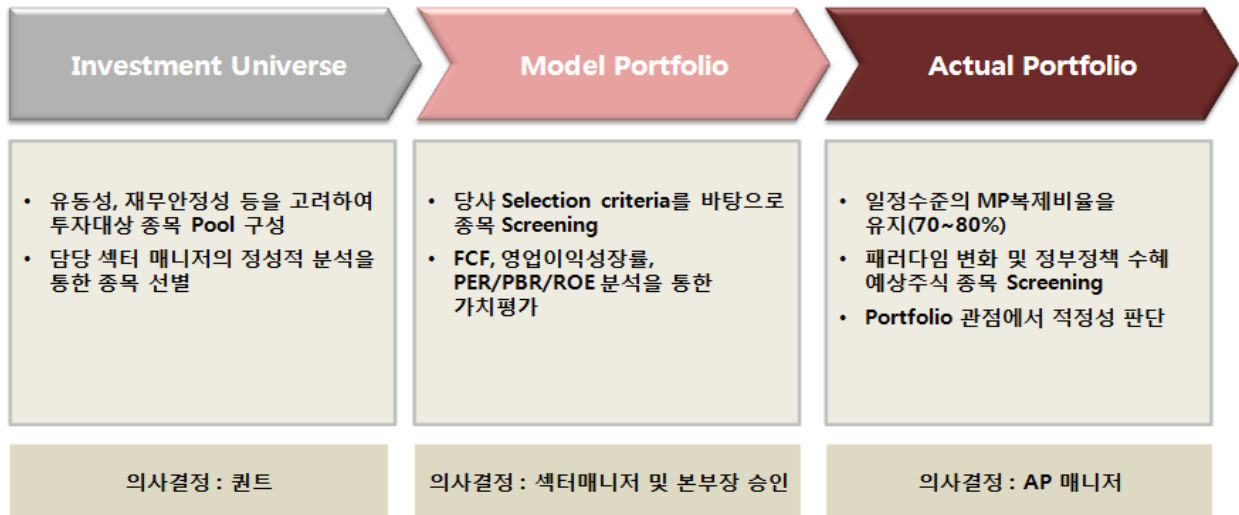 Investment Universe
Model Portfolio
Actual Portfolio
• 유동성, 재무안정성 등을 고려하여
투자대상 종목 Pool 구성
• 담당 섹터 매니저의 정성적 분석을
통한 종목 선별
• 당사 Selection criteria를 바탕으로
종목 Screening
• FCF, 영업이익성장률,
PER/PBR/ROE 분석을 통한
가치평가
• 일정수준의 MP복제비율을
유지(70~80%)
• 패러다임 변화 및 정부정책 수혜
예상주식 종목 Screening
• Portfolio 관점에서 적정성 판단
의사결정 : 퀀트
의사결정 : 섹터매니저 및 본부장 승인
의사결정 : AP 매니저